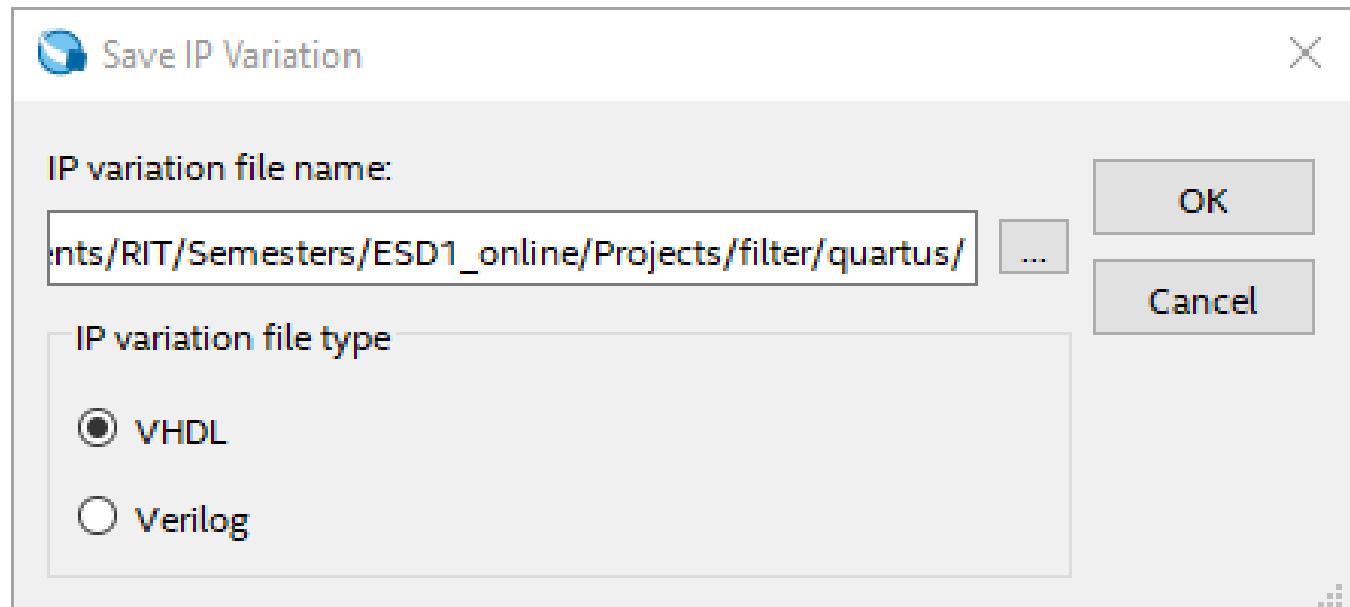 Save IP Variation
IP variation file name:
OK
ents/RIT/Semesters/ESD1_online/Projects/filter/quartus/
...
Cancel
IP variation file type
VHDL
Verilog